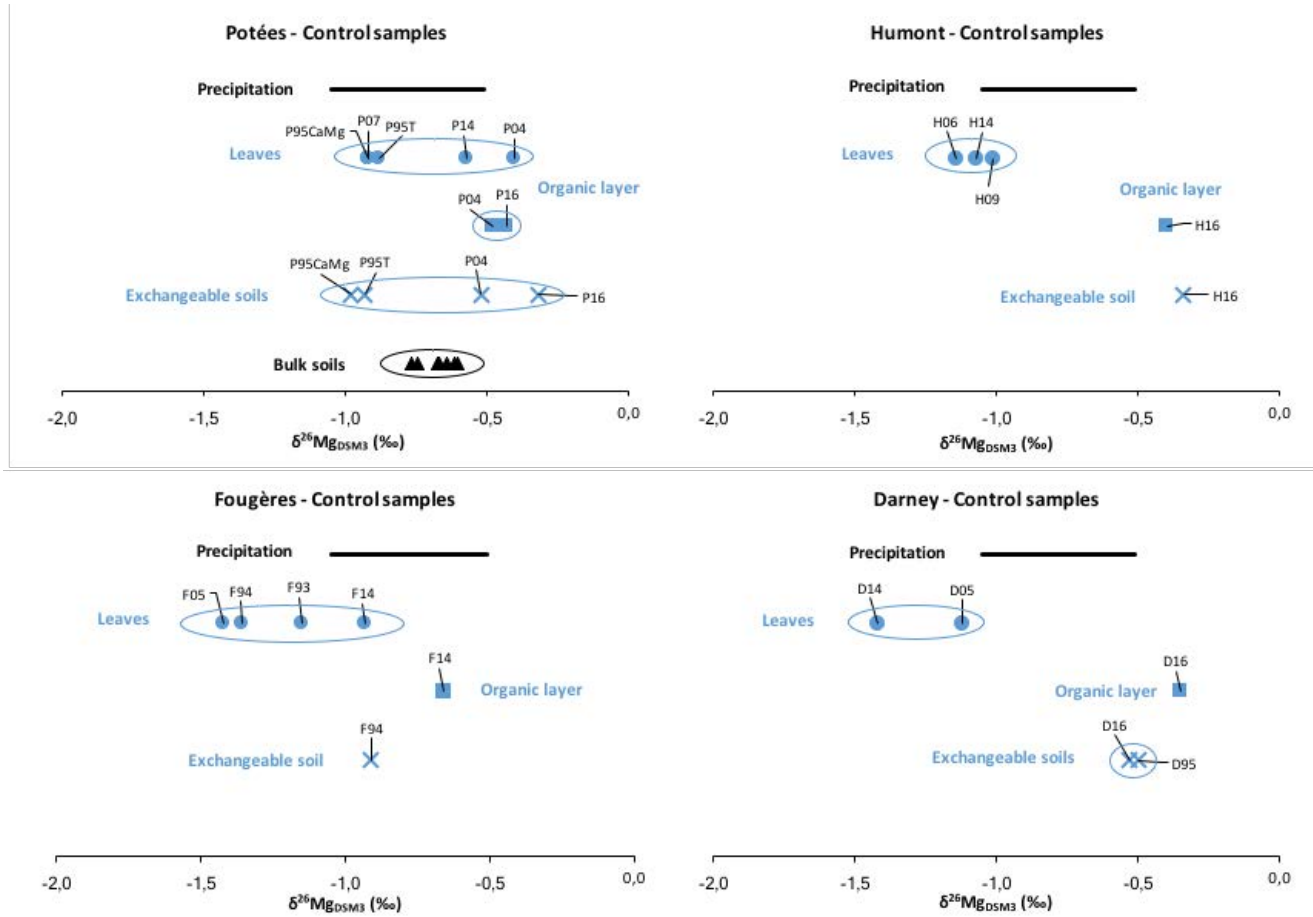 Potées - Control samples
Precipitation
P95CaMg P07 P95T P14 P04
Leaves
Organic layer
P04 P16
P95CaMg P95T P04
Exchangeable soils
P16
Bulk soils
-2,0 -1,5 -1,0 -0,5 0,0
δ²⁶Mg_DSM3 (‰)
Humont - Control samples
Precipitation
H06 H14
Leaves
H09
Organic layer
H16
Exchangeable soil
H16
-2,0 -1,5 -1,0 -0,5 0,0
δ²⁶Mg_DSM3 (‰)
Fougères - Control samples
Precipitation
F05 F94 F93 F14
Leaves
F14
Organic layer
F94
Exchangeable soil
-2,0 -1,5 -1,0 -0,5 0,0
δ²⁶Mg_DSM3 (‰)
Darney - Control samples
Precipitation
D14 D05
Leaves
D16
Organic layer
D16
Exchangeable soils
D95
-2,0 -1,5 -1,0 -0,5 0,0
δ²⁶Mg_DSM3 (‰)